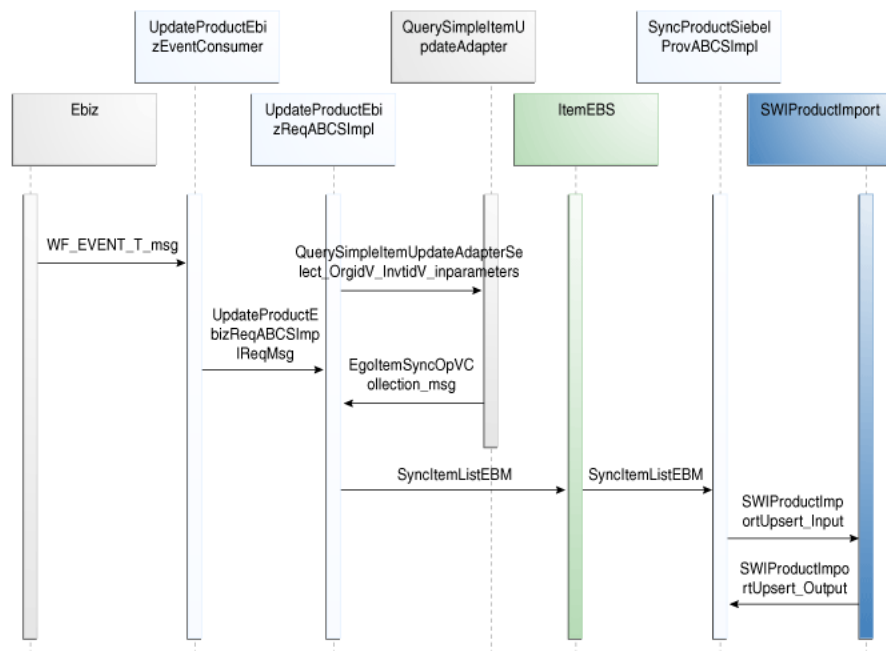 UpdateProductEbi
zEventConsumer
QuerySimpleItemU
pdateAdapter
SyncProductSiebel
ProvABCSImpl
Ebiz
UpdateProductEbi
zReqABCSImpl
ItemEBS
SWIProductImport
WF_EVENT_T_msg
QuerySimpleItemUpdateAdapterSe
lect_OrgidV_InvtidV_inparameters
UpdateProductE
bizReqABCSImp
lReqMsg
EgoItemSyncOpVC
ollection_msg
SyncItemListEBM
SyncItemListEBM
SWIProductImp
ortUpsert_Input
SWIProductImpo
rtUpsert_Output